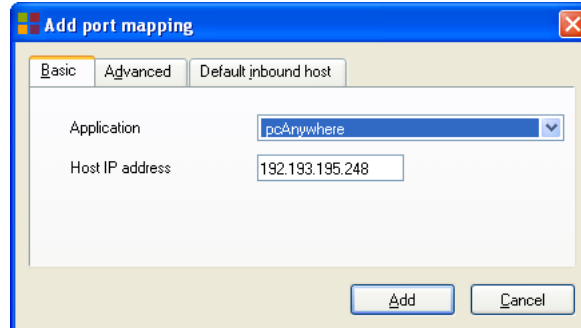 Add port mapping
Basic Advanced Default inbound host
Application pcAnywhere
Host IP address 192.193.195.248
Add Cancel